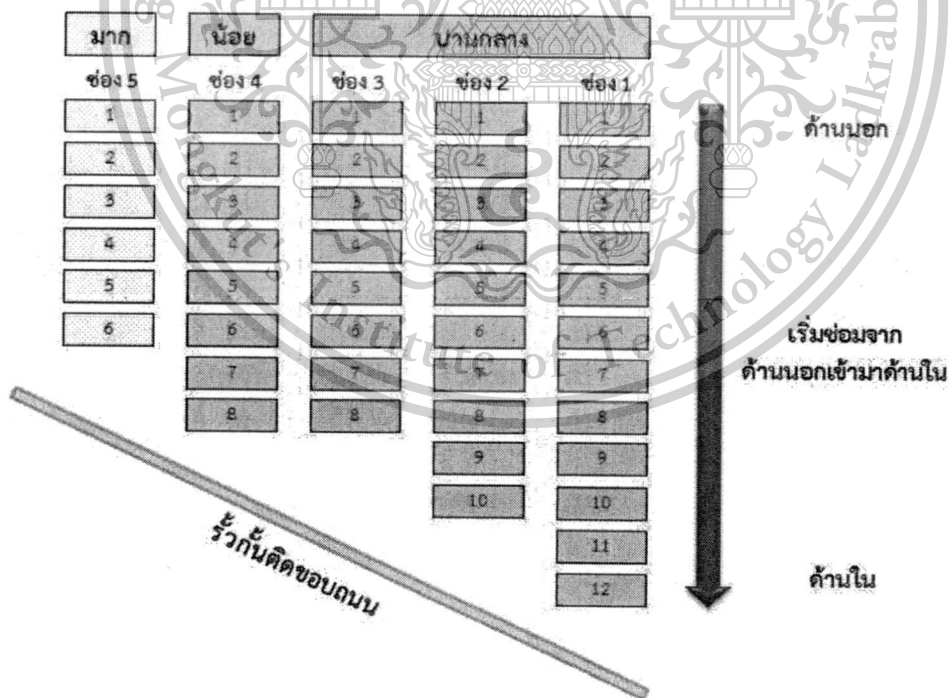 มาก น้อย ปานกลาง
ช่อง 5 ช่อง 4 ช่อง 3 ช่อง 2 ช่อง 1
1 1 1 1 1
ด้านนอก
2 2 2 2 2
3 3 3 3 3
4 4 4 4 4
5 5 5 5 5
6 6 6 6 6
เริ่มซ่อมจาก
ด้านนอกเข้ามาด้านใน
7 7 7 7
8 8 8 8
9 9
10 10
11
12
ด้านใน
รั้วกั้นติดขอบถนน
Mongkut's Institute of Technology Ladkrab